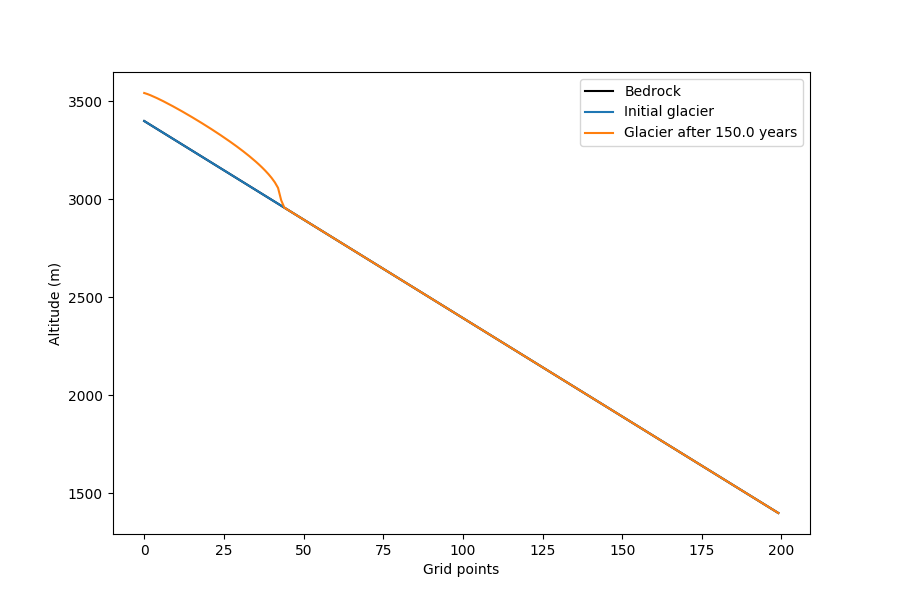 Bedrock
Initial glacier
Glacier after 150.0 years
Altitude (m)
3500
3000
2500
2000
1500
0 25 50 75 100 125 150 175 200
Grid points